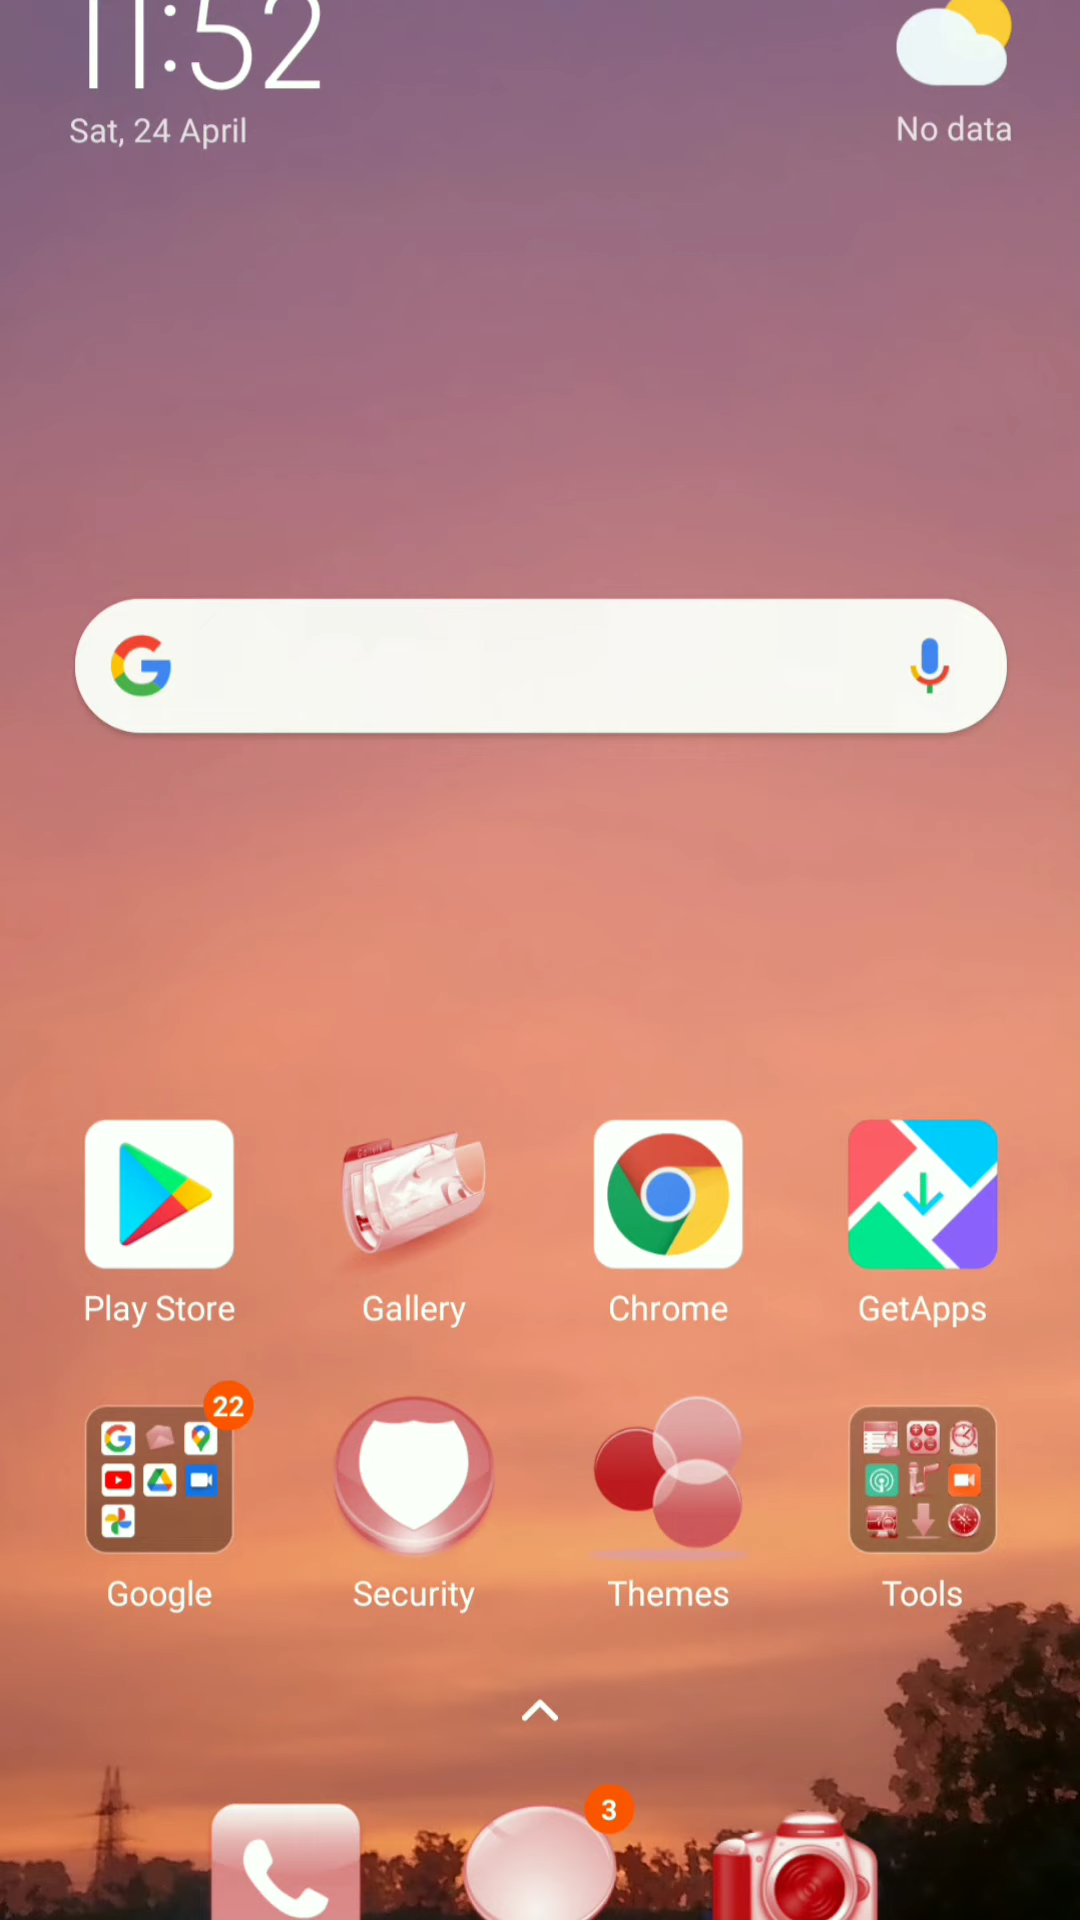 11:52
Sat, 24 April
No data
Play Store
Gallery
Chrome
GetApps
22
Google
Security
Themes
Tools
3